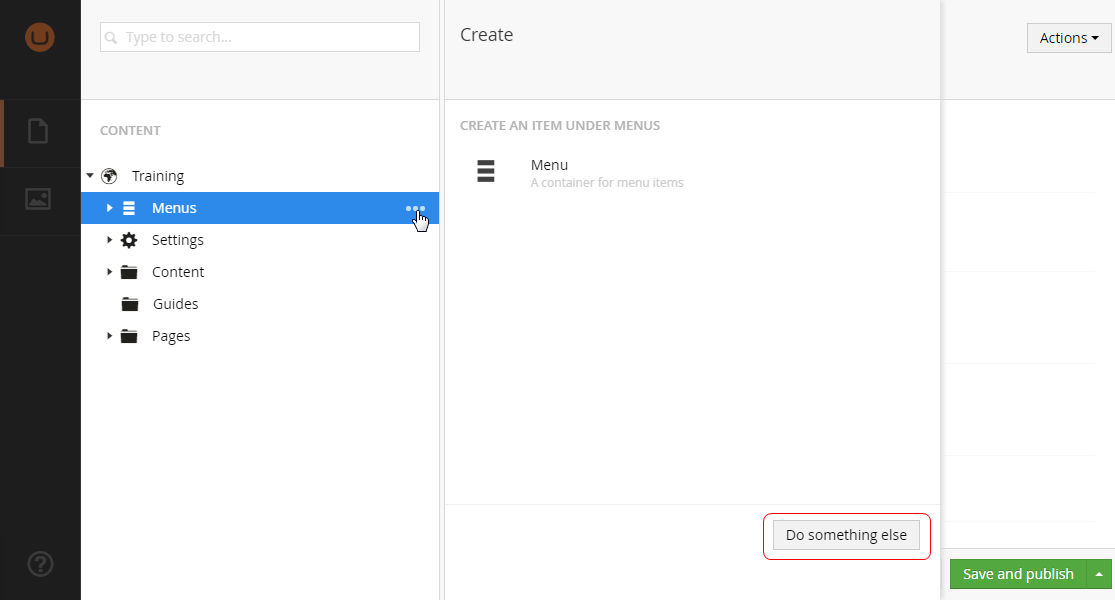 Type to search...
Create
Actions
CONTENT
Training
Menus
Settings
Content
Guides
Pages
CREATE AN ITEM UNDER MENUS
Menu
A container for menu items
Do something else
Save and publish